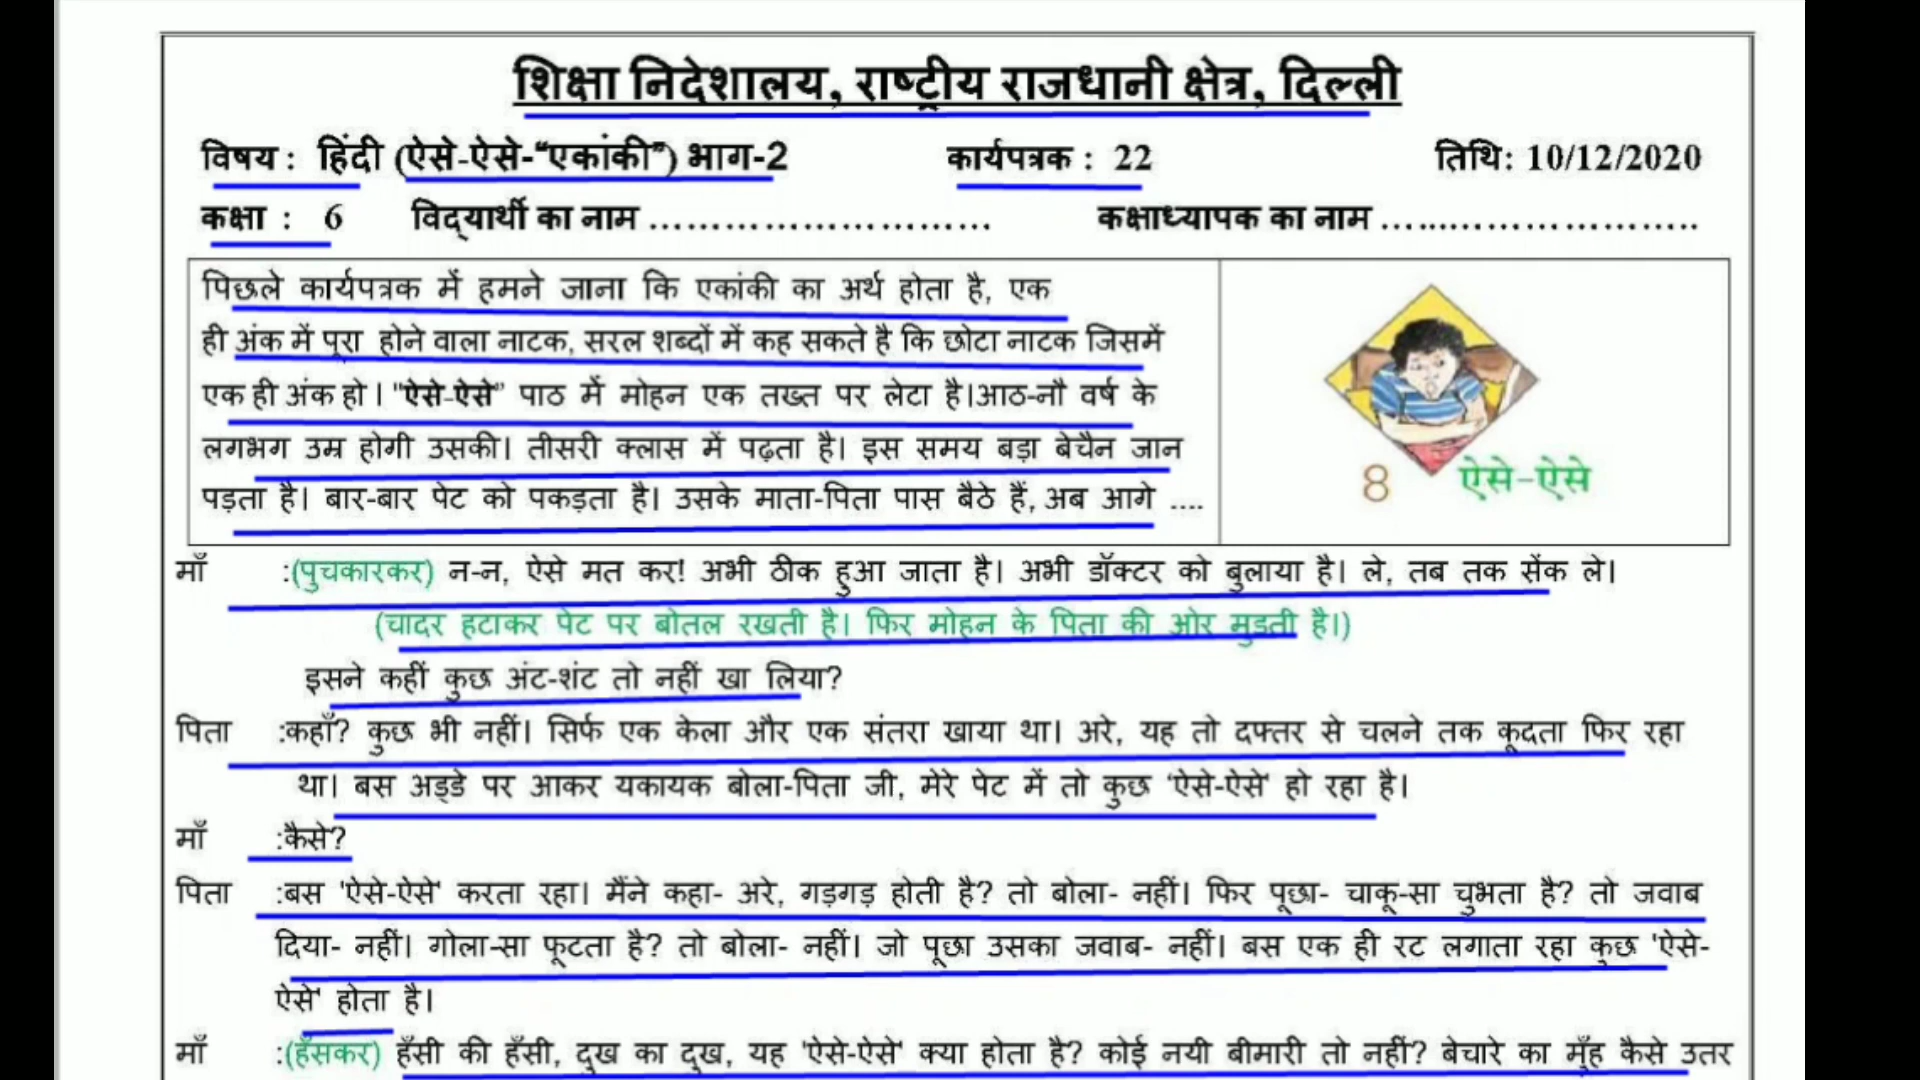 शिक्षा निदेशालय, राष्ट्रीय राजधानी क्षेत्र, दिल्ली
विषय : हिंदी (ऐसे-ऐसे-“एकांकी”) भाग-2 कार्यपत्रक : 22 तिथि: 10/12/2020
कक्षा : 6 विद्यार्थी का नाम ............................ कक्षाध्यापक का नाम ..........................
पिछले कार्यपत्रक में हमने जाना कि एकांकी का अर्थ होता है, एक
ही अंक में पूरा होने वाला नाटक, सरल शब्दों में कह सकते है कि छोटा नाटक जिसमें
एक ही अंक हो । "ऐसे-ऐसे” पाठ में मोहन एक तख्त पर लेटा है।आठ-नौ वर्ष के
लगभग उम्र होगी उसकी। तीसरी क्लास में पढ़ता है। इस समय बड़ा बेचैन जान
पड़ता है। बार-बार पेट को पकड़ता है। उसके माता-पिता पास बैठे हैं, अब आगे ....
8 ऐसे-ऐसे
माँ :(पुचकारकर) न-न, ऐसे मत कर! अभी ठीक हुआ जाता है। अभी डॉक्टर को बुलाया है। ले, तब तक सेंक ले।
(चादर हटाकर पेट पर बोतल रखती है। फिर मोहन के पिता की ओर मुड़ती है।)
इसने कहीं कुछ अंट-शंट तो नहीं खा लिया?
पिता :कहाँ? कुछ भी नहीं। सिर्फ एक केला और एक संतरा खाया था। अरे, यह तो दफ्तर से चलने तक कूदता फिर रहा
था। बस अड्डे पर आकर यकायक बोला-पिता जी, मेरे पेट में तो कुछ 'ऐसे-ऐसे' हो रहा है।
माँ :कैसे?
पिता :बस 'ऐसे-ऐसे' करता रहा। मैंने कहा- अरे, गड़गड़ होती है? तो बोला- नहीं। फिर पूछा- चाकू-सा चुभता है? तो जवाब
दिया- नहीं। गोला-सा फूटता है? तो बोला- नहीं। जो पूछा उसका जवाब- नहीं। बस एक ही रट लगाता रहा कुछ 'ऐसे-
ऐसे' होता है।
माँ :(हँसकर) हँसी की हँसी, दुख का दुख, यह 'ऐसे-ऐसे' क्या होता है? कोई नयी बीमारी तो नहीं? बेचारे का मुँह कैसे उतर